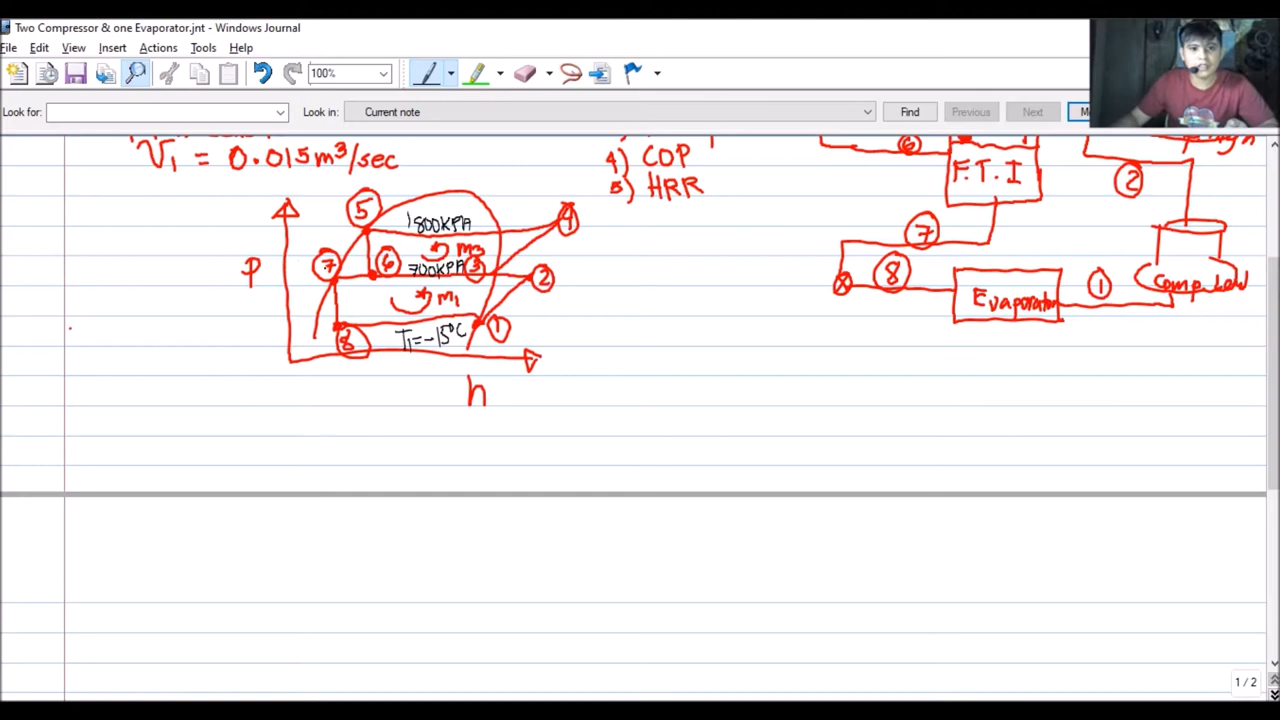 Two Compressor & one Evaporator.jnt - Windows Journal
File Edit View Insert Actions Tools Help
100%
Look for: Look in: Current note Find Previous Next
V1 = 0.015m³/sec
4) COP
5) HRR
6
F.T.I
2
7
8
Evaporator
1
Comp. Low
P
5
1800KPA
4
m3
7
6
700KPA
3
2
m1
8
T1=-15°C
1
h
1 / 2